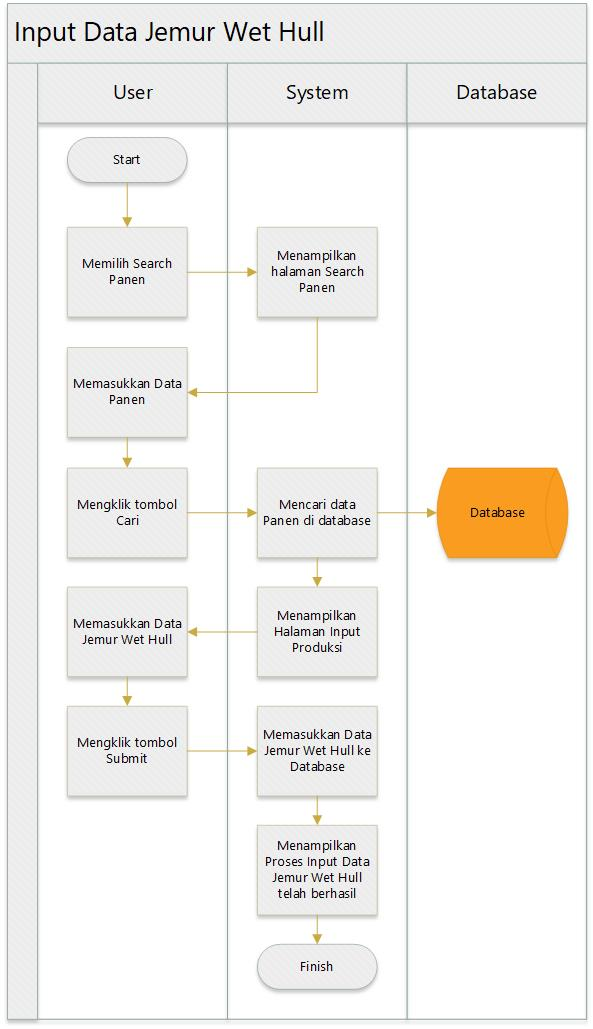 Input Data Jemur Wet Hull
User
System
Database
Start
Memilih Search
Panen
Menampilkan
halaman Search
Panen
Memasukkan Data
Panen
Mengklik tombol
Cari
Mencari data
Panen di database
Database
Memasukkan Data
Jemur Wet Hull
Menampilkan
Halaman Input
Produksi
Mengklik tombol
Submit
Memasukkan Data
Jemur Wet Hull ke
Database
Menampilkan
Proses Input Data
Jemur Wet Hull
telah berhasil
Finish